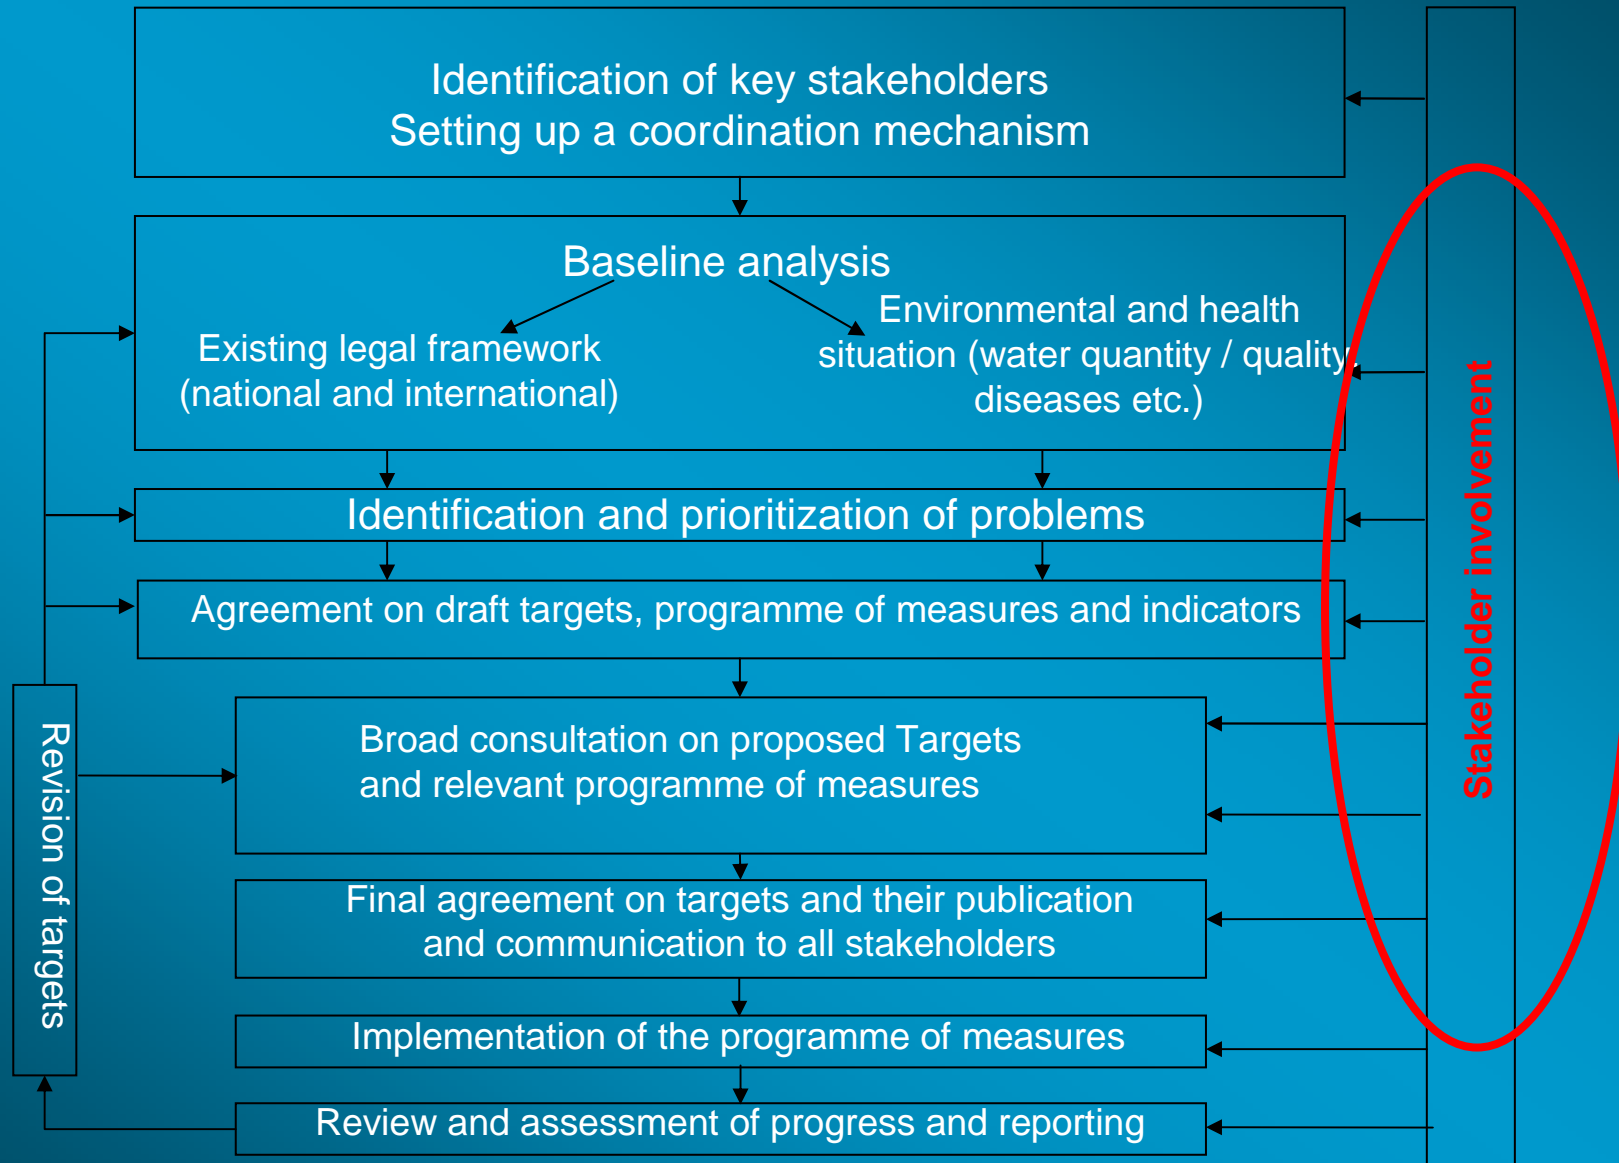 Identification of key stakeholders
Setting up a coordination mechanism
Baseline analysis
Existing legal framework
(national and international)
Environmental and health
situation (water quantity / quality,
diseases etc.)
Identification and prioritization of problems
Agreement on draft targets, programme of measures and indicators
Broad consultation on proposed Targets
and relevant programme of measures
Final agreement on targets and their publication
and communication to all stakeholders
Implementation of the programme of measures
Review and assessment of progress and reporting
Revision of targets
Stakeholder involvement